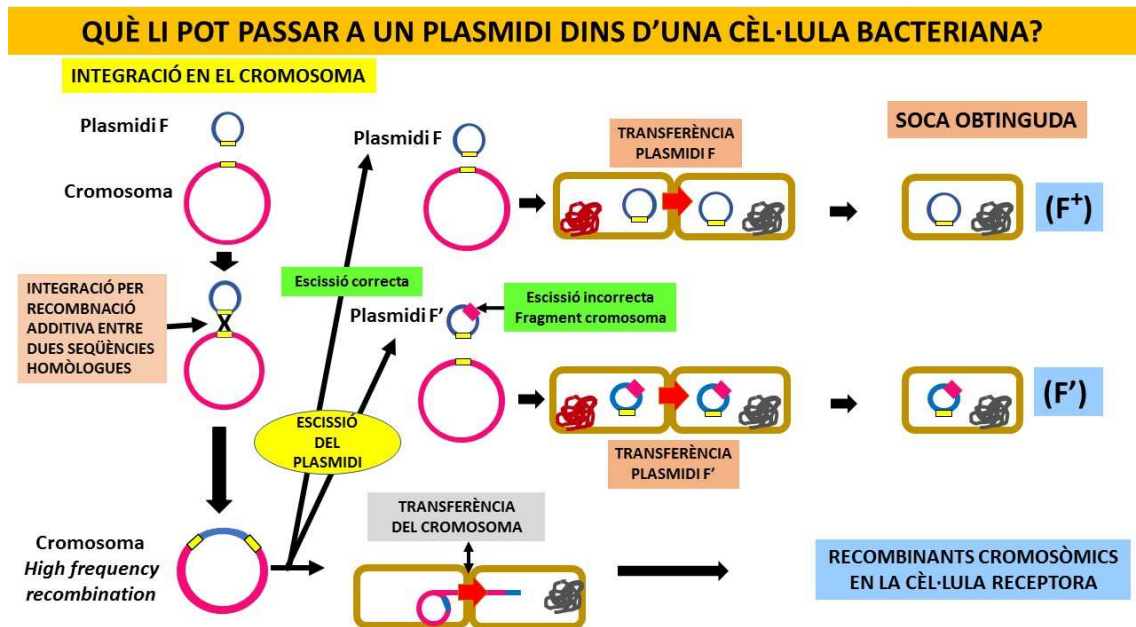 QUÈ LI POT PASSAR A UN PLASMIDI DINS D'UNA CÈL·LULA BACTERIANA?
INTEGRACIÓ EN EL CROMOSOMA
Plasmidi F
Cromosoma
INTEGRACIÓ PER
RECOMBNACIÓ
ADDITIVA ENTRE
DUES SEQÜÈNCIES
HOMÒLOGUES
X
Cromosoma
High frequency
recombination
ESCISSIÓ
DEL
PLASMIDI
Escissió correcta
Plasmidi F
TRANSFERÈNCIA
PLASMIDI F
SOCA OBTINGUDA
(F+)
Plasmidi F'
Escissió incorrecta
Fragment cromosoma
TRANSFERÈNCIA
PLASMIDI F'
(F')
TRANSFERÈNCIA
DEL CROMOSOMA
RECOMBINANTS CROMOSÒMICS
EN LA CÈL·LULA RECEPTORA